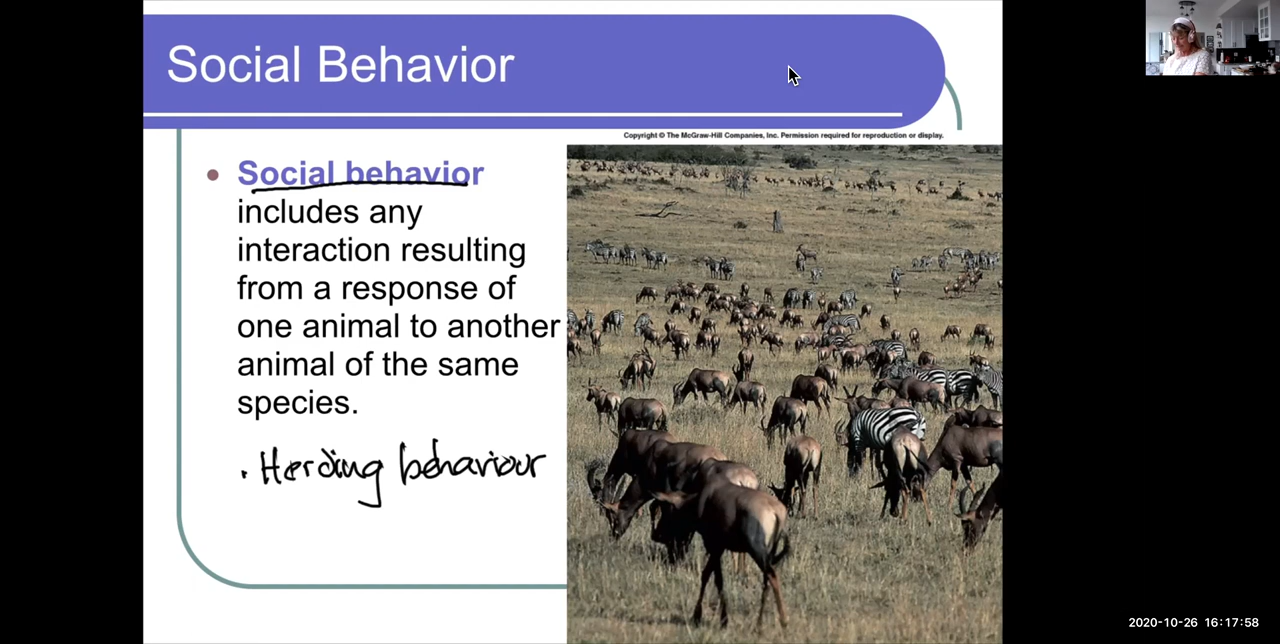 Social Behavior
Copyright © The McGraw-Hill Companies, Inc. Permission required for reproduction or display.
Social behavior
includes any
interaction resulting
from a response of
one animal to another
animal of the same
species.
. Herding behaviour
2020-10-26 16:17:58